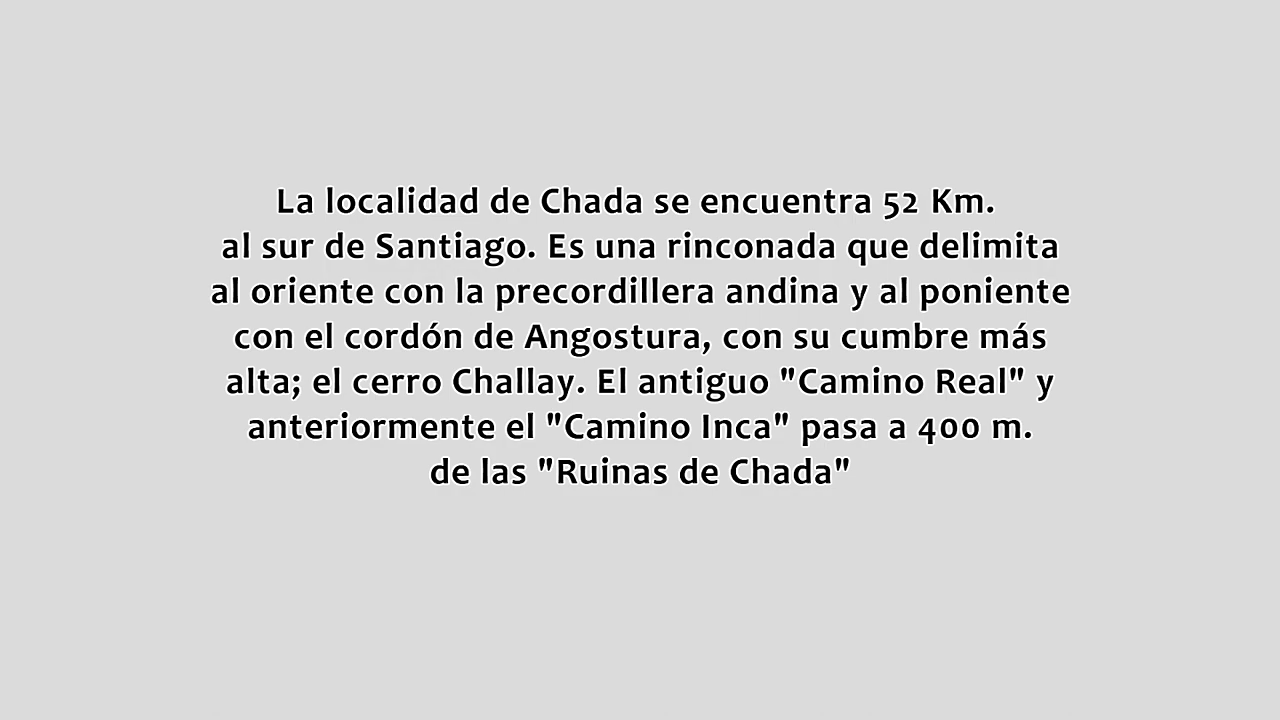 La localidad de Chada se encuentra 52 Km.
al sur de Santiago. Es una rinconada que delimita
al oriente con la precordillera andina y al poniente
con el cordón de Angostura, con su cumbre más
alta; el cerro Challay. El antiguo "Camino Real" y
anteriormente el "Camino Inca" pasa a 400 m.
de las "Ruinas de Chada"